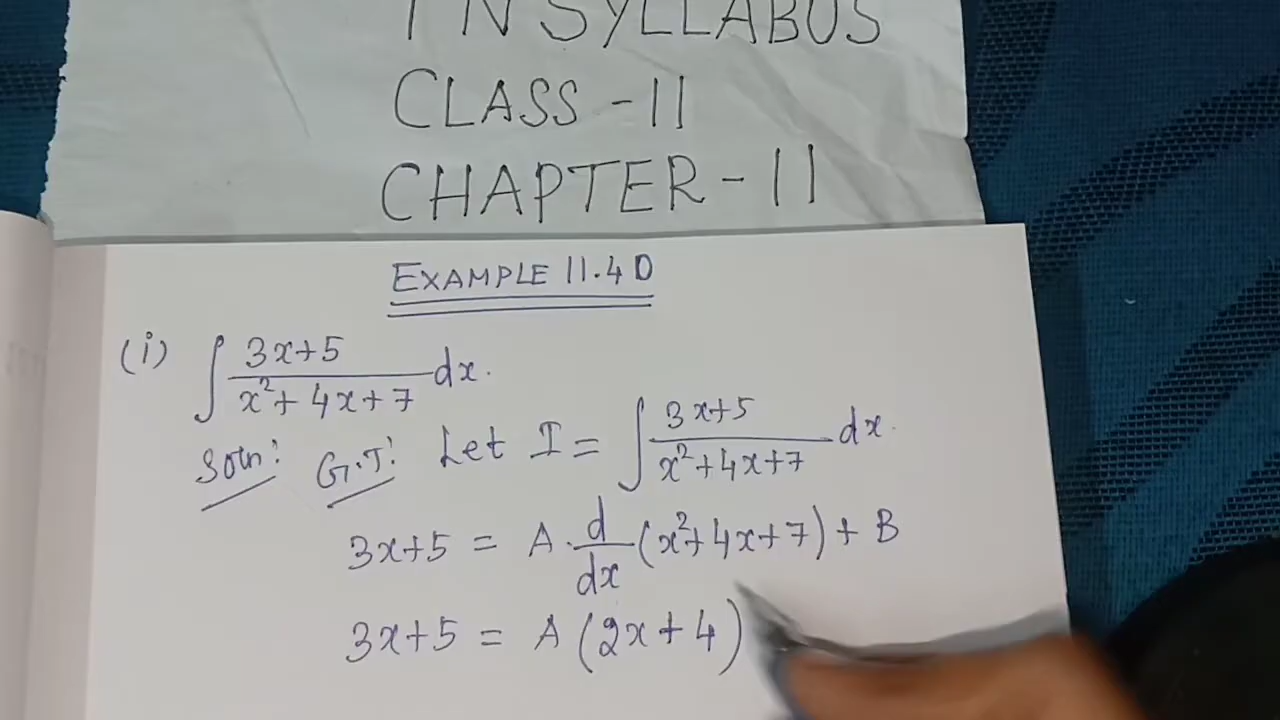 TN SYLLABUS
CLASS - 11
CHAPTER - 11
EXAMPLE 11.40
(i) ∫ 3x+5 / x²+4x+7 dx.
Soln: G.T: Let I = ∫ 3x+5 / x²+4x+7 dx.
3x+5 = A. d/dx (x²+4x+7) + B
3x+5 = A (2x+4)